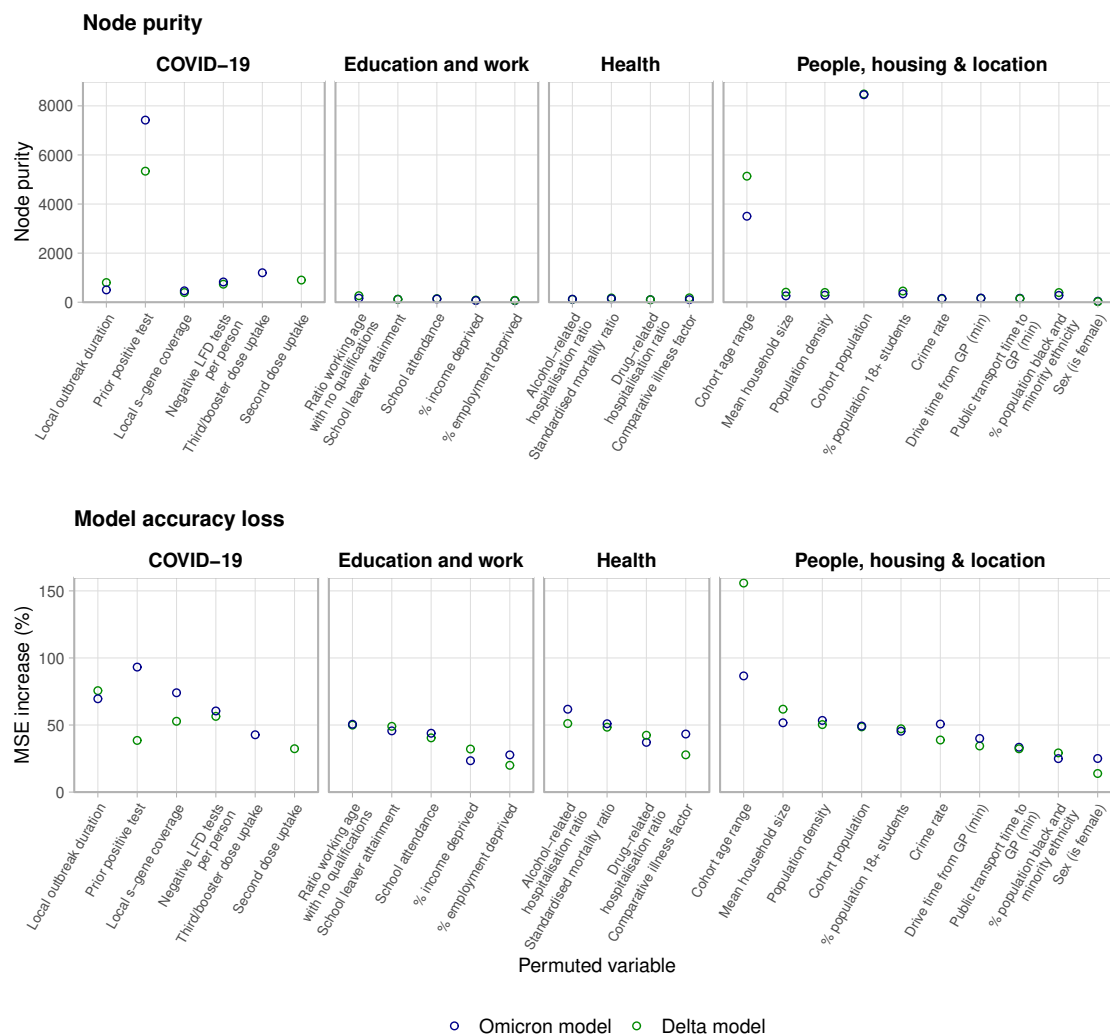 Node purity
COVID−19
Education and work
Health
People, housing & location
Node purity
8000
6000
4000
2000
0
Local outbreak duration
Prior positive test
Local s−gene coverage
Negative LFD tests
per person
Third/booster dose uptake
Second dose uptake
Ratio working age
with no qualifications
School leaver attainment
School attendance
% income deprived
% employment deprived
Alcohol−related
hospitalisation ratio
Standardised mortality ratio
Drug−related
hospitalisation ratio
Comparative illness factor
Cohort age range
Mean household size
Population density
Cohort population
% population 18+ students
Crime rate
Drive time from GP (min)
Public transport time to
GP (min)
% population black and
minority ethnicity
Sex (is female)
Model accuracy loss
COVID−19
Education and work
Health
People, housing & location
MSE increase (%)
150
100
50
0
Local outbreak duration
Prior positive test
Local s−gene coverage
Negative LFD tests
per person
Third/booster dose uptake
Second dose uptake
Ratio working age
with no qualifications
School leaver attainment
School attendance
% income deprived
% employment deprived
Alcohol−related
hospitalisation ratio
Standardised mortality ratio
Drug−related
hospitalisation ratio
Comparative illness factor
Cohort age range
Mean household size
Population density
Cohort population
% population 18+ students
Crime rate
Drive time from GP (min)
Public transport time to
GP (min)
% population black and
minority ethnicity
Sex (is female)
Permuted variable
Omicron model
Delta model